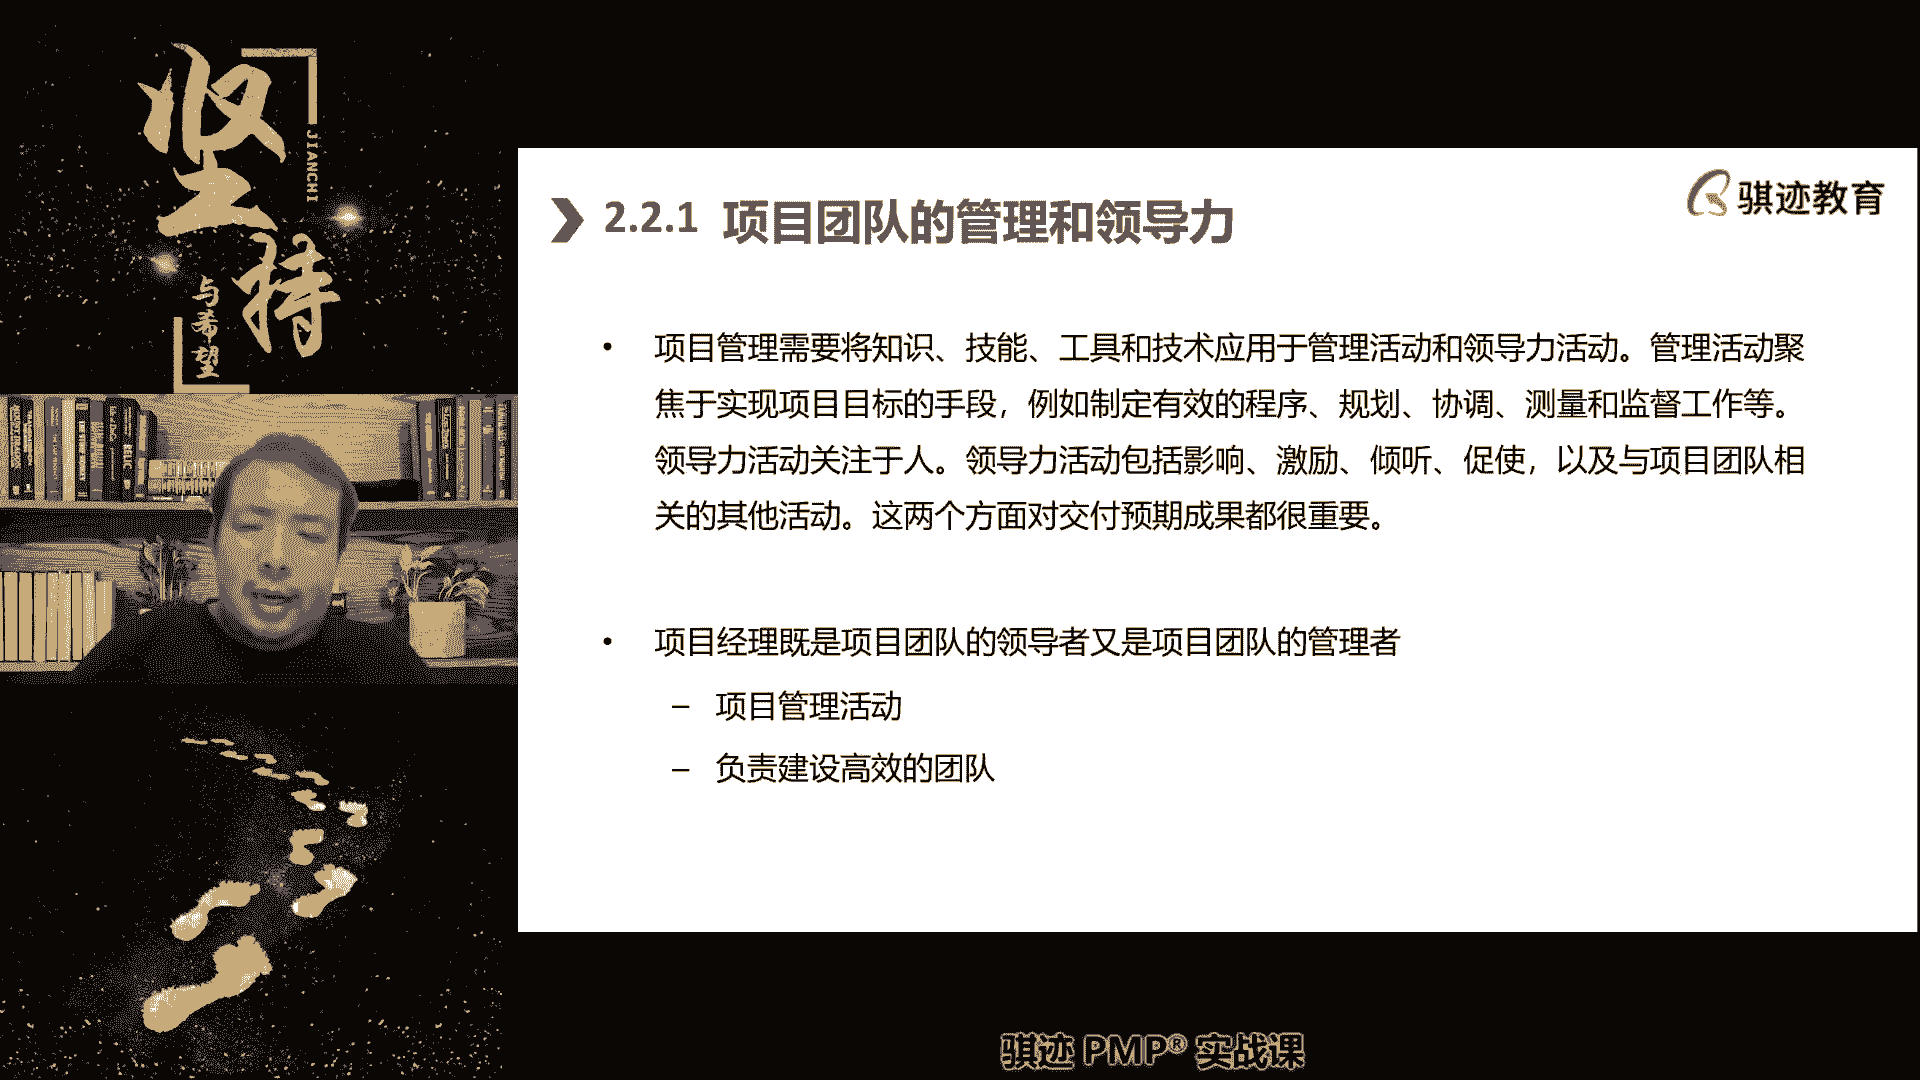 坚持
JIANCHI
与希望
骐迹教育
2.2.1 项目团队的管理和领导力
• 项目管理需要将知识、技能、工具和技术应用于管理活动和领导力活动。管理活动聚
焦于实现项目目标的手段，例如制定有效的程序、规划、协调、测量和监督工作等。
领导力活动关注于人。领导力活动包括影响、激励、倾听、促使，以及与项目团队相
关的其他活动。这两个方面对交付预期成果都很重要。
• 项目经理既是项目团队的领导者又是项目团队的管理者
– 项目管理活动
– 负责建设高效的团队
骐迹 PMP® 实战课